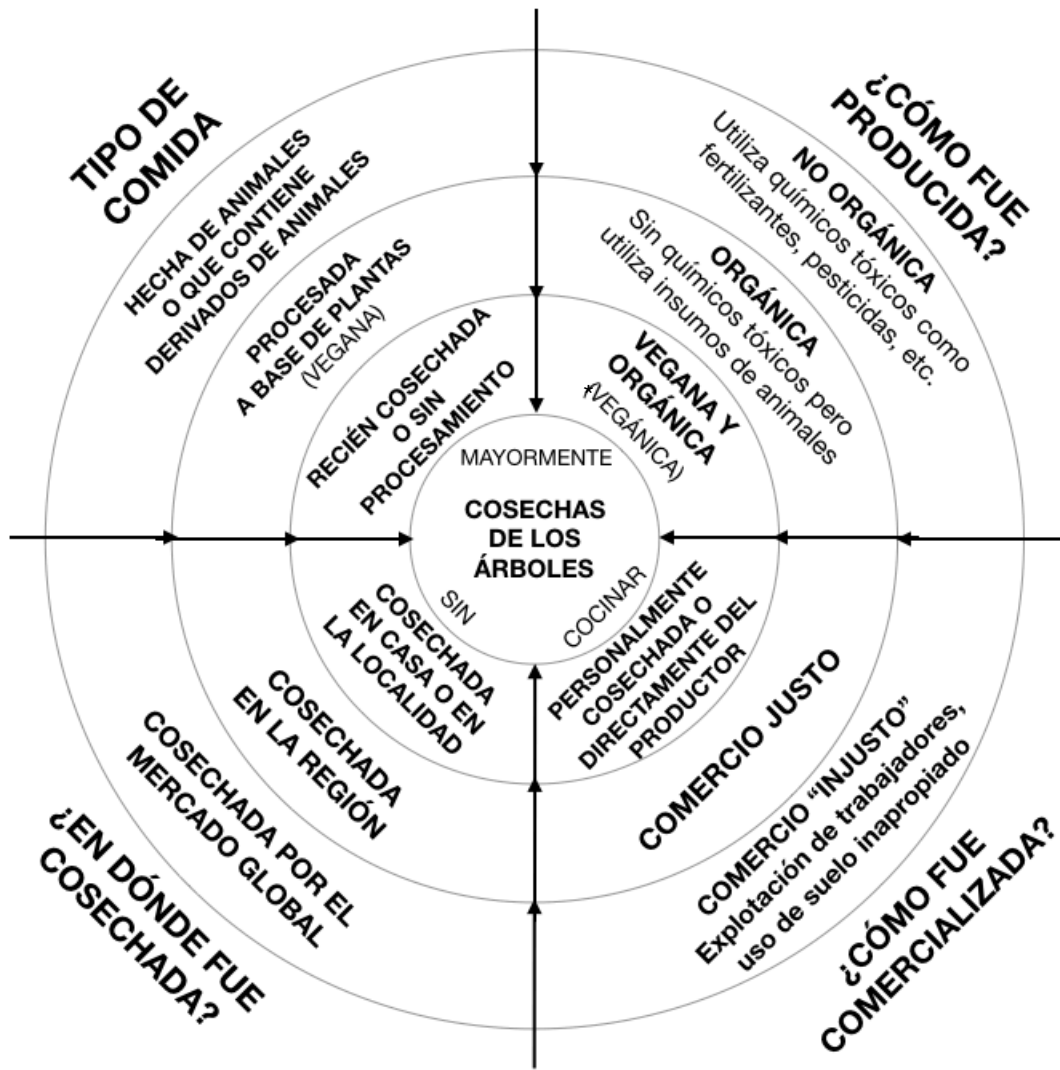 TIPO DE
COMIDA
HECHA DE ANIMALES
O QUE CONTIENE
DERIVADOS DE ANIMALES
PROCESADA
A BASE DE PLANTAS
(VEGANA)
RECIÉN COSECHADA
O SIN
PROCESAMIENTO
¿CÓMO FUE
PRODUCIDA?
NO ORGÁNICA
Utiliza químicos tóxicos como
fertilizantes, pesticidas, etc.
ORGÁNICA
Sin químicos tóxicos pero
utiliza insumos de animales
VEGANA Y
ORGÁNICA
*(VEGÁNICA)
MAYORMENTE
COSECHAS
DE LOS
ÁRBOLES
SIN
COCINAR
COSECHADA
EN CASA O EN
LA LOCALIDAD
COSECHADA
EN LA REGIÓN
COSECHADA POR EL
MERCADO GLOBAL
¿EN DÓNDE FUE
COSECHADA?
PERSONALMENTE
COSECHADA O
DIRECTAMENTE DEL
PRODUCTOR
COMERCIO JUSTO
COMERCIO “INJUSTO”
Explotación de trabajadores,
uso de suelo inapropiado
¿CÓMO FUE
COMERCIALIZADA?